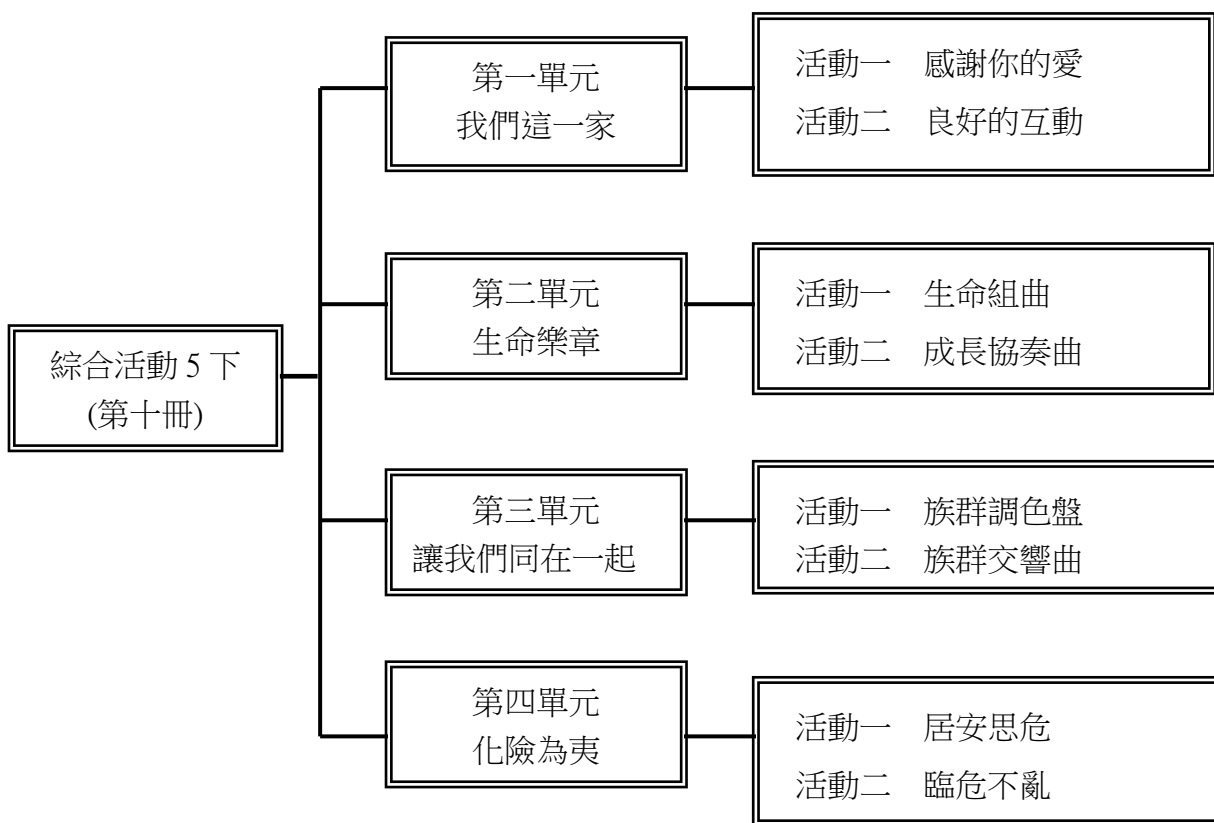 綜合活動 5 下
(第十冊)
第一單元
我們這一家
活動一　感謝你的愛
活動二　良好的互動
第二單元
生命樂章
活動一　生命組曲
活動二　成長協奏曲
第三單元
讓我們同在一起
活動一　族群調色盤
活動二　族群交響曲
第四單元
化險為夷
活動一　居安思危
活動二　臨危不亂